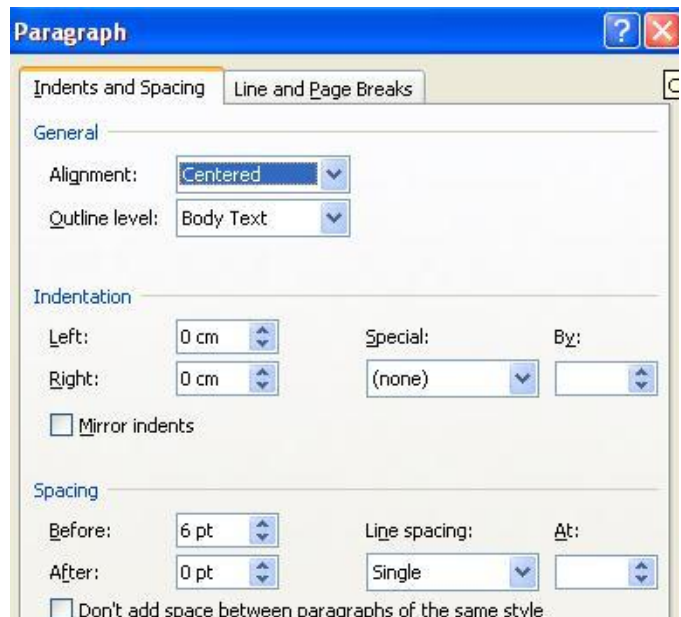 Paragraph
Indents and Spacing Line and Page Breaks
General
Alignment: Centered
Outline level: Body Text
Indentation
Left: 0 cm Special: By:
Right: 0 cm (none)
Mirror indents
Spacing
Before: 6 pt Line spacing: At:
After: 0 pt Single
Don't add space between paragraphs of the same style